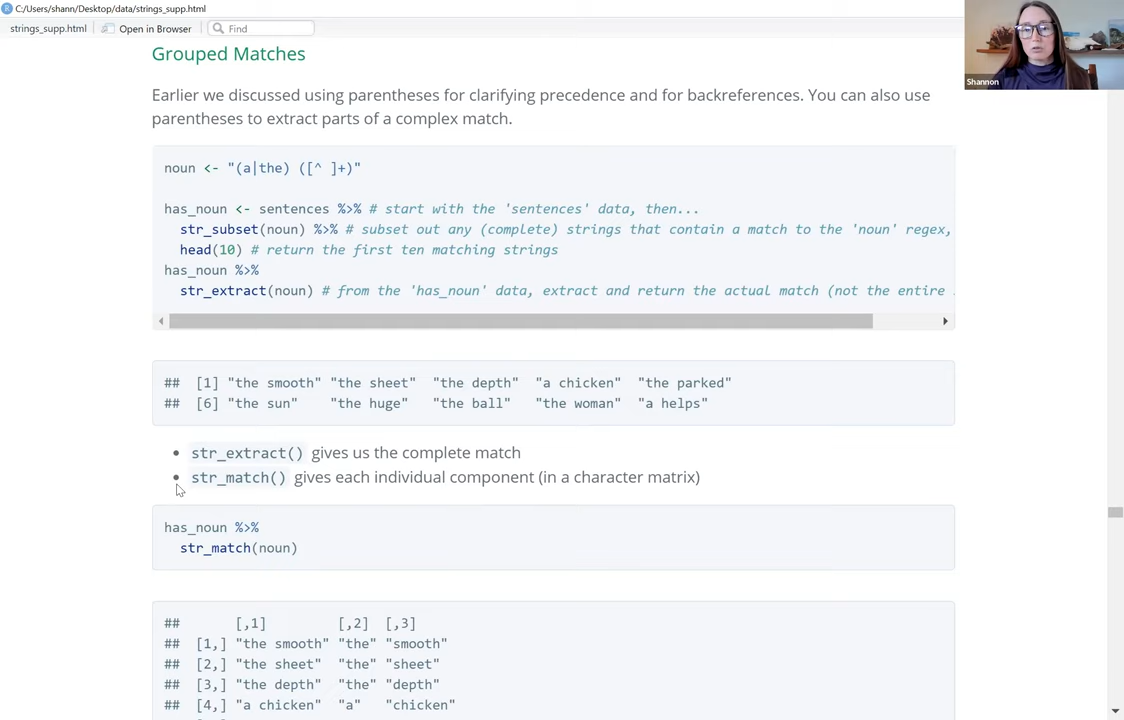 C:/Users/shann/Desktop/data/strings_supp.html
strings_supp.html
Open in Browser
Find
Shannon
Grouped Matches
Earlier we discussed using parentheses for clarifying precedence and for backreferences. You can also use
parentheses to extract parts of a complex match.
noun <- "(a|the) ([^ ]+)"
has_noun <- sentences %>% # start with the 'sentences' data, then...
str_subset(noun) %>% # subset out any (complete) strings that contain a match to the 'noun' regex,
head(10) # return the first ten matching strings
has_noun %>%
str_extract(noun) # from the 'has_noun' data, extract and return the actual match (not the entire
## [1] "the smooth" "the sheet" "the depth" "a chicken" "the parked"
## [6] "the sun" "the huge" "the ball" "the woman" "a helps"
str_extract() gives us the complete match
str_match() gives each individual component (in a character matrix)
has_noun %>%
str_match(noun)
## [,1] [,2] [,3]
## [1,] "the smooth" "the" "smooth"
## [2,] "the sheet" "the" "sheet"
## [3,] "the depth" "the" "depth"
## [4,] "a chicken" "a" "chicken"